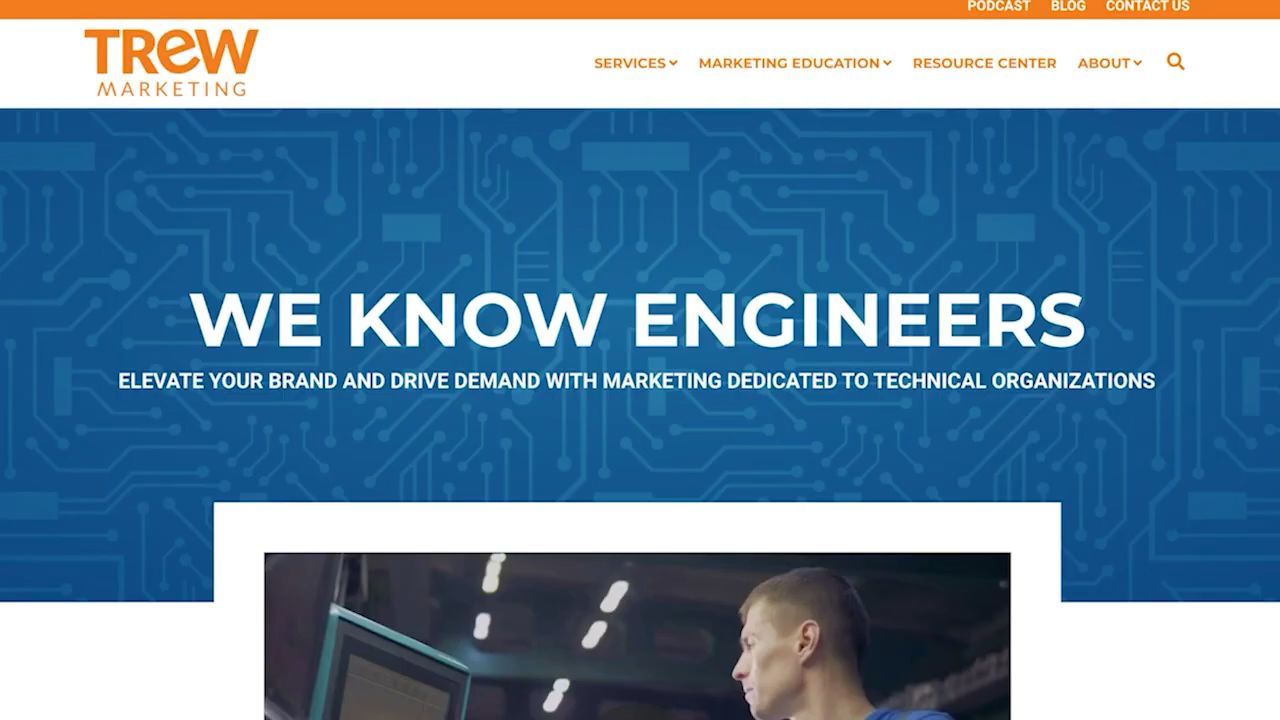 PODCAST BLOG CONTACT US
TREW
MARKETING
SERVICES MARKETING EDUCATION RESOURCE CENTER ABOUT
WE KNOW ENGINEERS
ELEVATE YOUR BRAND AND DRIVE DEMAND WITH MARKETING DEDICATED TO TECHNICAL ORGANIZATIONS